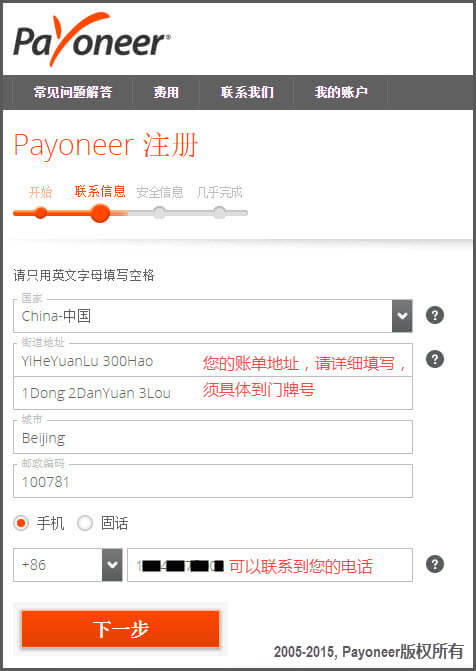 Payoneer®
常见问题解答 费用 联系我们 我的账户
Payoneer 注册
开始 联系信息 安全信息 几乎完成
请只用英文字母填写空格
国家
China-中国
?
街道地址
YiHeYuanLu 300Hao 您的账单地址，请详细填写，
?
1Dong 2DanYuan 3Lou 须具体到门牌号
城市
Beijing
邮政编码
100781
手机 固话
+86 可以联系到您的电话
?
下一步
2005-2015, Payoneer版权所有